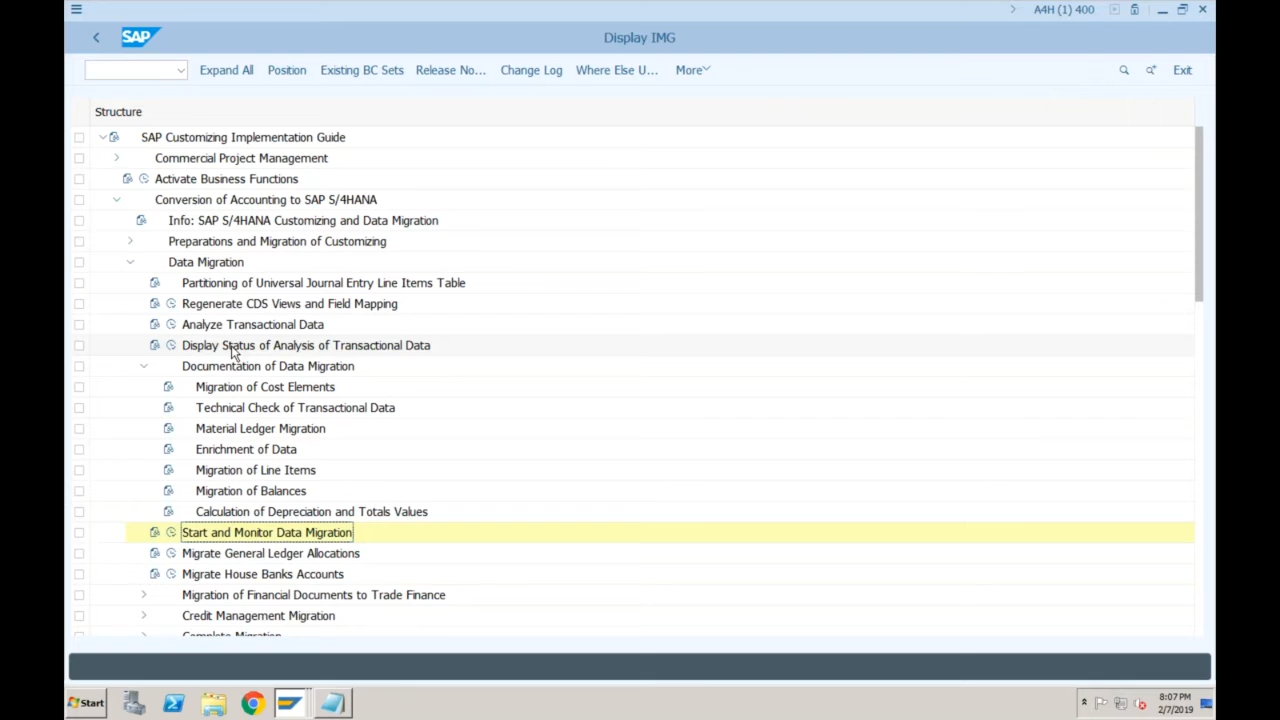 A4H (1) 400
SAP
Display IMG
Expand All Position Existing BC Sets Release No... Change Log Where Else U... More Exit
Structure
SAP Customizing Implementation Guide
Commercial Project Management
Activate Business Functions
Conversion of Accounting to SAP S/4HANA
Info: SAP S/4HANA Customizing and Data Migration
Preparations and Migration of Customizing
Data Migration
Partitioning of Universal Journal Entry Line Items Table
Regenerate CDS Views and Field Mapping
Analyze Transactional Data
Display Status of Analysis of Transactional Data
Documentation of Data Migration
Migration of Cost Elements
Technical Check of Transactional Data
Material Ledger Migration
Enrichment of Data
Migration of Line Items
Migration of Balances
Calculation of Depreciation and Totals Values
Start and Monitor Data Migration
Migrate General Ledger Allocations
Migrate House Banks Accounts
Migration of Financial Documents to Trade Finance
Credit Management Migration
Complete Migration
Start
8:07 PM
2/7/2019